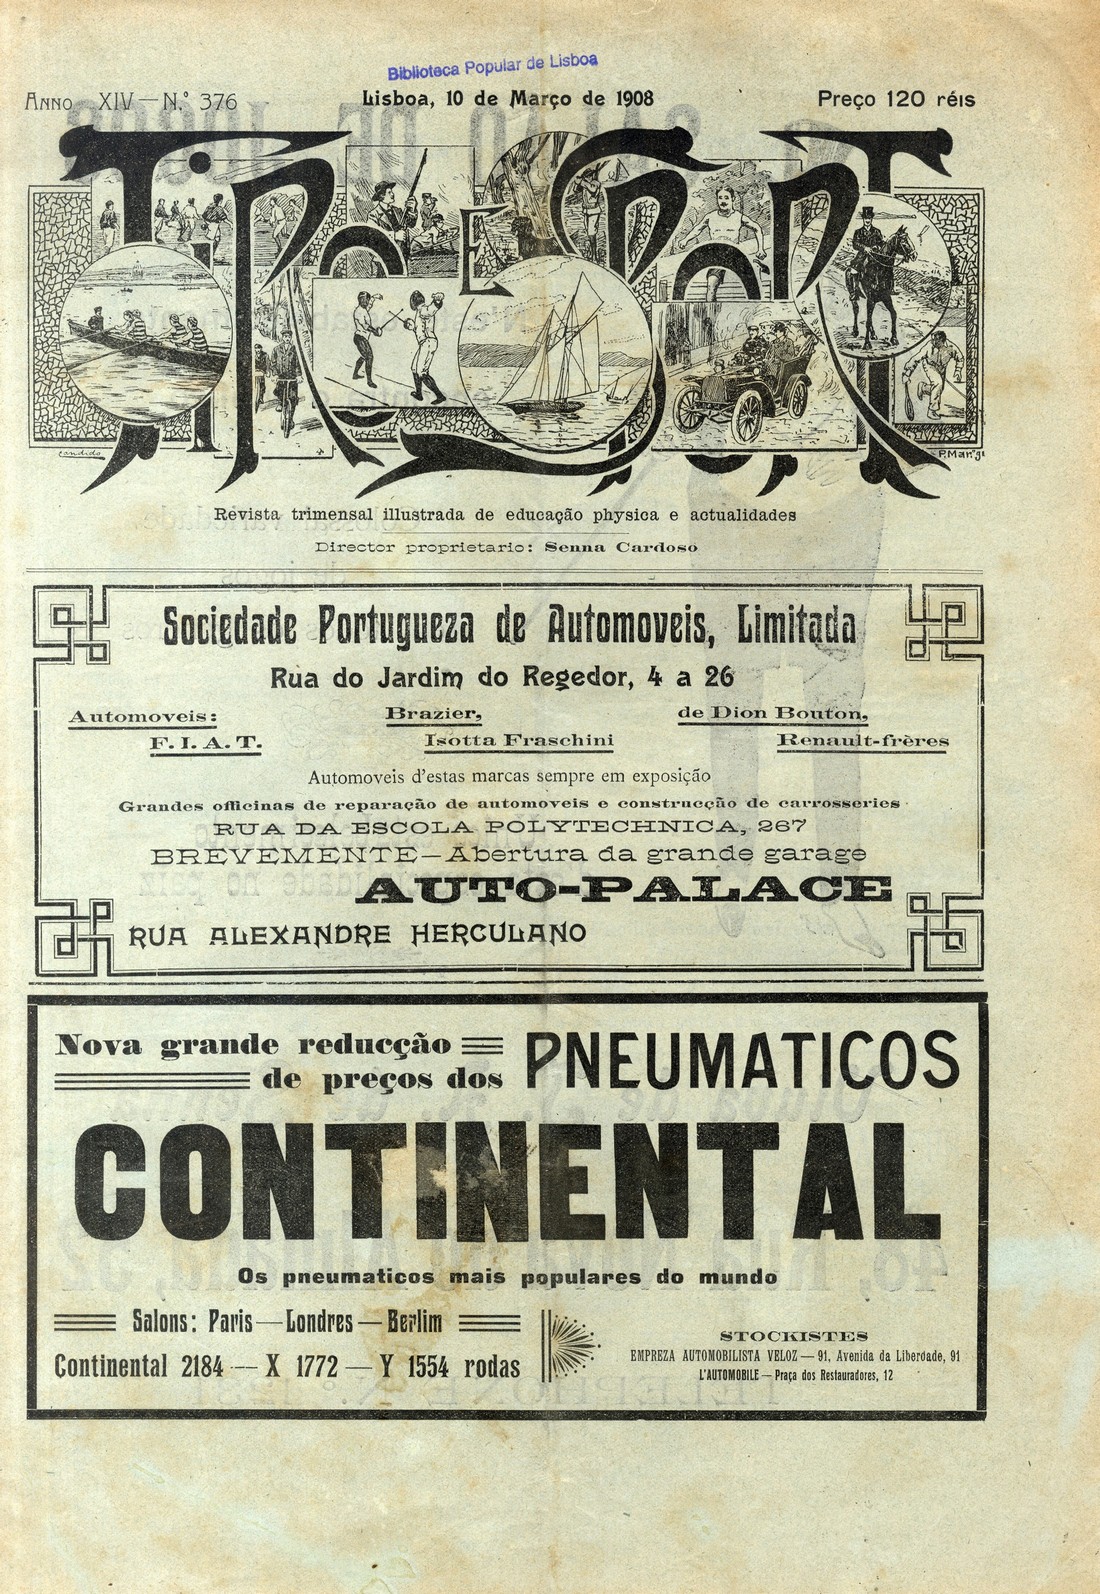 Biblioteca Popular de Lisboa
Anno XIV — N.º 376
Lisboa, 10 de Março de 1908
Preço 120 réis
TIRO E SPORT
Candido
Revista trimensal illustrada de educação physica e actualidades
Director proprietario: Senna Cardoso
Sociedade Portugueza de Automoveis, Limitada
Rua do Jardim do Regedor, 4 a 26
Automoveis: Brazier, de Dion Bouton,
F. I. A. T. Isotta Fraschini Renault-frères
Automoveis d'estas marcas sempre em exposição
Grandes officinas de reparação de automoveis e construcção de carrosseries
RUA DA ESCOLA POLYTECHNICA, 267
BREVEMENTE — Abertura da grande garage
AUTO-PALACE
RUA ALEXANDRE HERCULANO
Nova grande reducção
de preços dos
PNEUMATICOS
CONTINENTAL
Os pneumaticos mais populares do mundo
Salons: Paris — Londres — Berlim
Continental 2184 — X 1772 — Y 1554 rodas
STOCKISTES
EMPREZA AUTOMOBILISTA VELOZ — 91, Avenida da Liberdade, 91
L'AUTOMOBILE — Praça dos Restauradores, 12